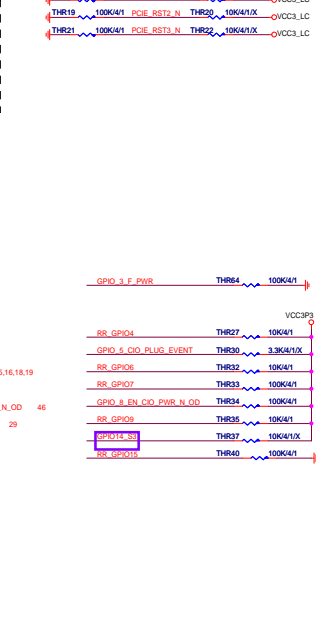 VCC3_LC
THR19 100K/4/1 PCIE_RST2_N THR20 10K/4/1/X VCC3_LC
THR21 100K/4/1 PCIE_RST3_N THR22 10K/4/1/X VCC3_LC
GPIO_3_F_PWR THR64 100K/4/1
VCC3P3
RR_GPIO4 THR27 10K/4/1
GPIO_5_CIO_PLUG_EVENT THR30 3.3K/4/1/X
5,16,18,19 RR_GPIO6 THR32 10K/4/1
RR_GPIO7 THR33 100K/4/1
N_OD 46 GPIO_8_EN_CIO_PWR_N_OD THR34 100K/4/1
29 RR_GPIO9 THR35 10K/4/1
GPIO14_S3 THR37 10K/4/1/X
RR_GPIO15 THR40 100K/4/1